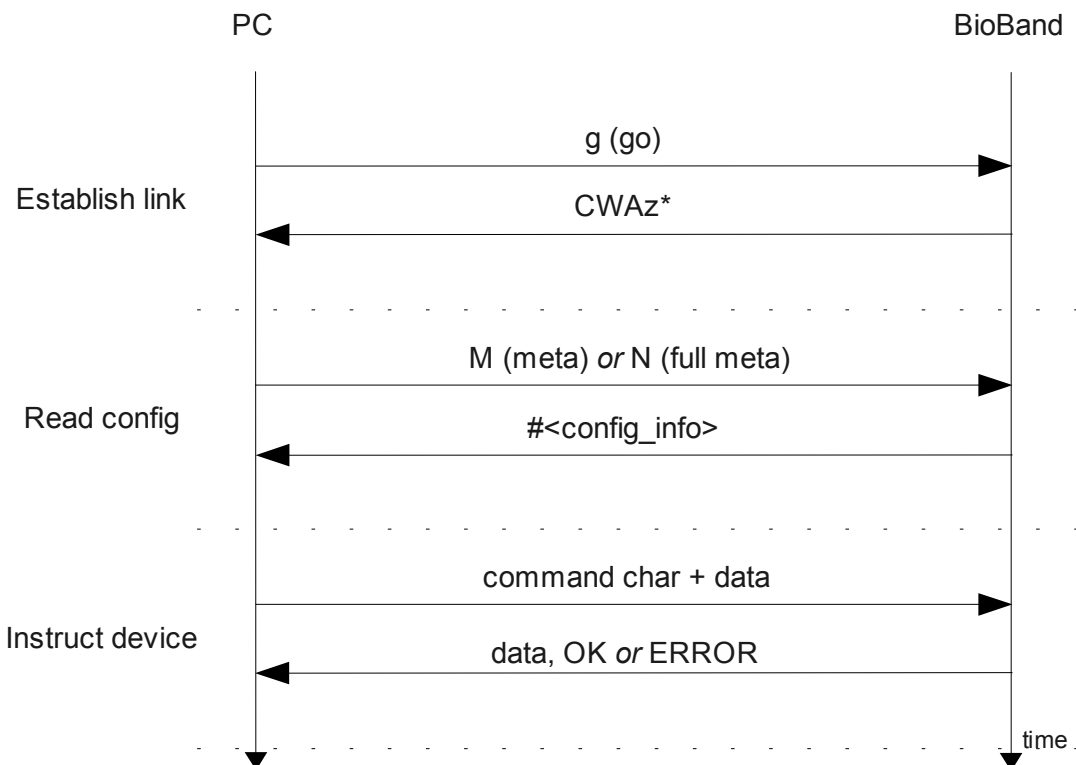 PC
BioBand
g (go)
Establish link
CWAz*
M (meta) or N (full meta)
Read config
#<config_info>
command char + data
Instruct device
data, OK or ERROR
time